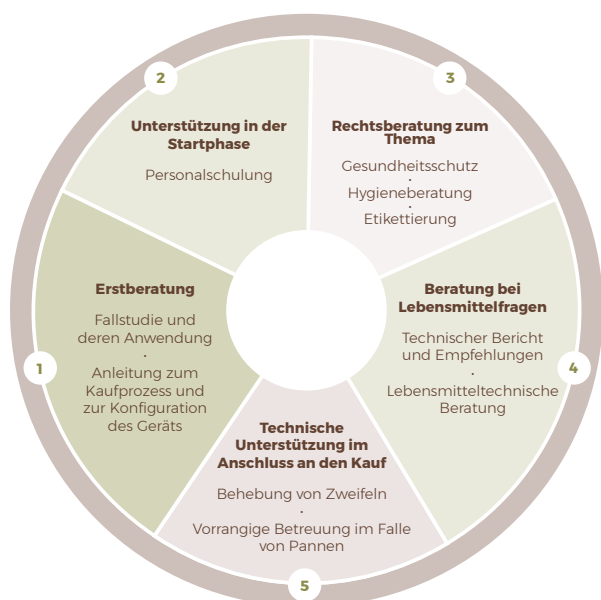 1
Erstberatung
Fallstudie und
deren Anwendung
·
Anleitung zum
Kaufprozess und
zur Konfiguration
des Geräts
2
Unterstützung in der
Startphase
Personalschulung
3
Rechtsberatung zum
Thema
Gesundheitsschutz
·
Hygieneberatung
·
Etikettierung
4
Beratung bei
Lebensmittelfragen
Technischer Bericht
und Empfehlungen
·
Lebensmitteltechnische
Beratung
5
Technische
Unterstützung im
Anschluss an den Kauf
Behebung von Zweifeln
·
Vorrangige Betreuung im Falle
von Pannen